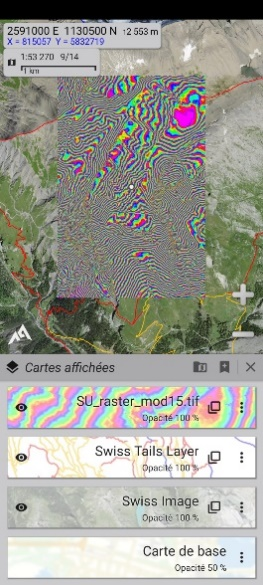 2591000 E 1130500 N ↑2 553 m
X = 815057 Y = 5832719
1:53 270 9/14
1 km
Cartes affichées
SU_raster_mod15.tif
Opacité 100 %
Swiss Tails Layer
Opacité 100 %
Swiss Image
Opacité 100 %
Carte de base
Opacité 50 %